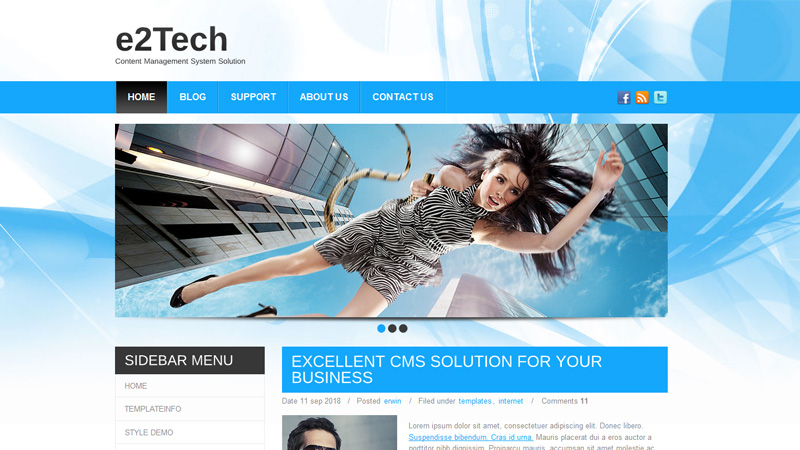 e2Tech
Content Management System Solution
HOME BLOG SUPPORT ABOUT US CONTACT US
SIDEBAR MENU
HOME
TEMPLATEINFO
STYLE DEMO
EXCELLENT CMS SOLUTION FOR YOUR
BUSINESS
Date 11 sep 2018 / Posted erwin / Filed under templates, internet / Comments 11
Lorem ipsum dolor sit amet, consectetuer adipiscing elit. Donec libero.
Suspendisse bibendum. Cras id urna. Mauris placerat dui a eros auctor a
porttitor nibh dignissim. Proinarcu mauris, accumsan sit amet molestie ac,